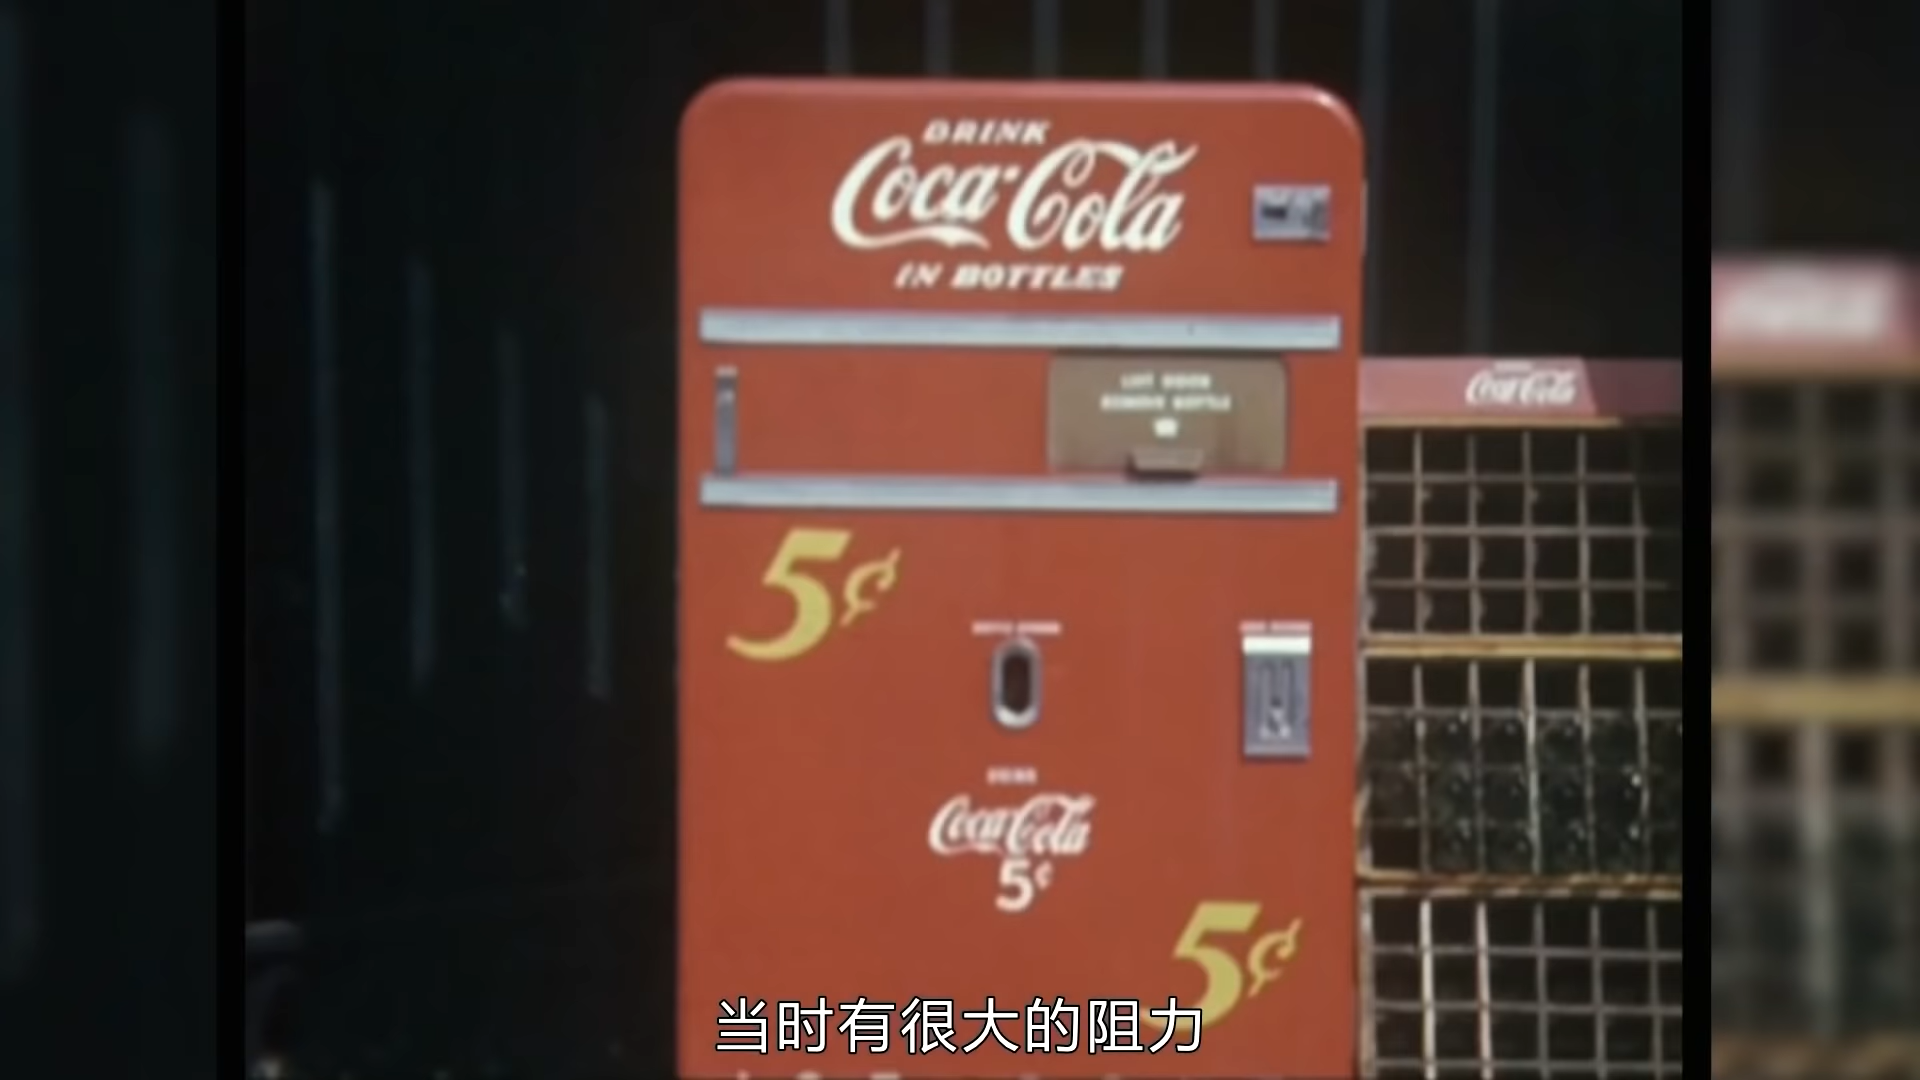 DRINK
Coca-Cola
IN BOTTLES
Coca-Cola
5¢
Coca-Cola
5¢
5¢
当时有很大的阻力